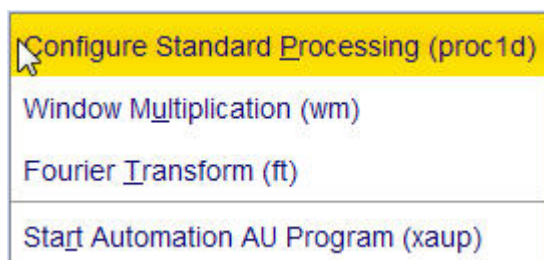 Configure Standard Processing (proc1d)
Window Multiplication (wm)
Fourier Transform (ft)
Start Automation AU Program (xaup)